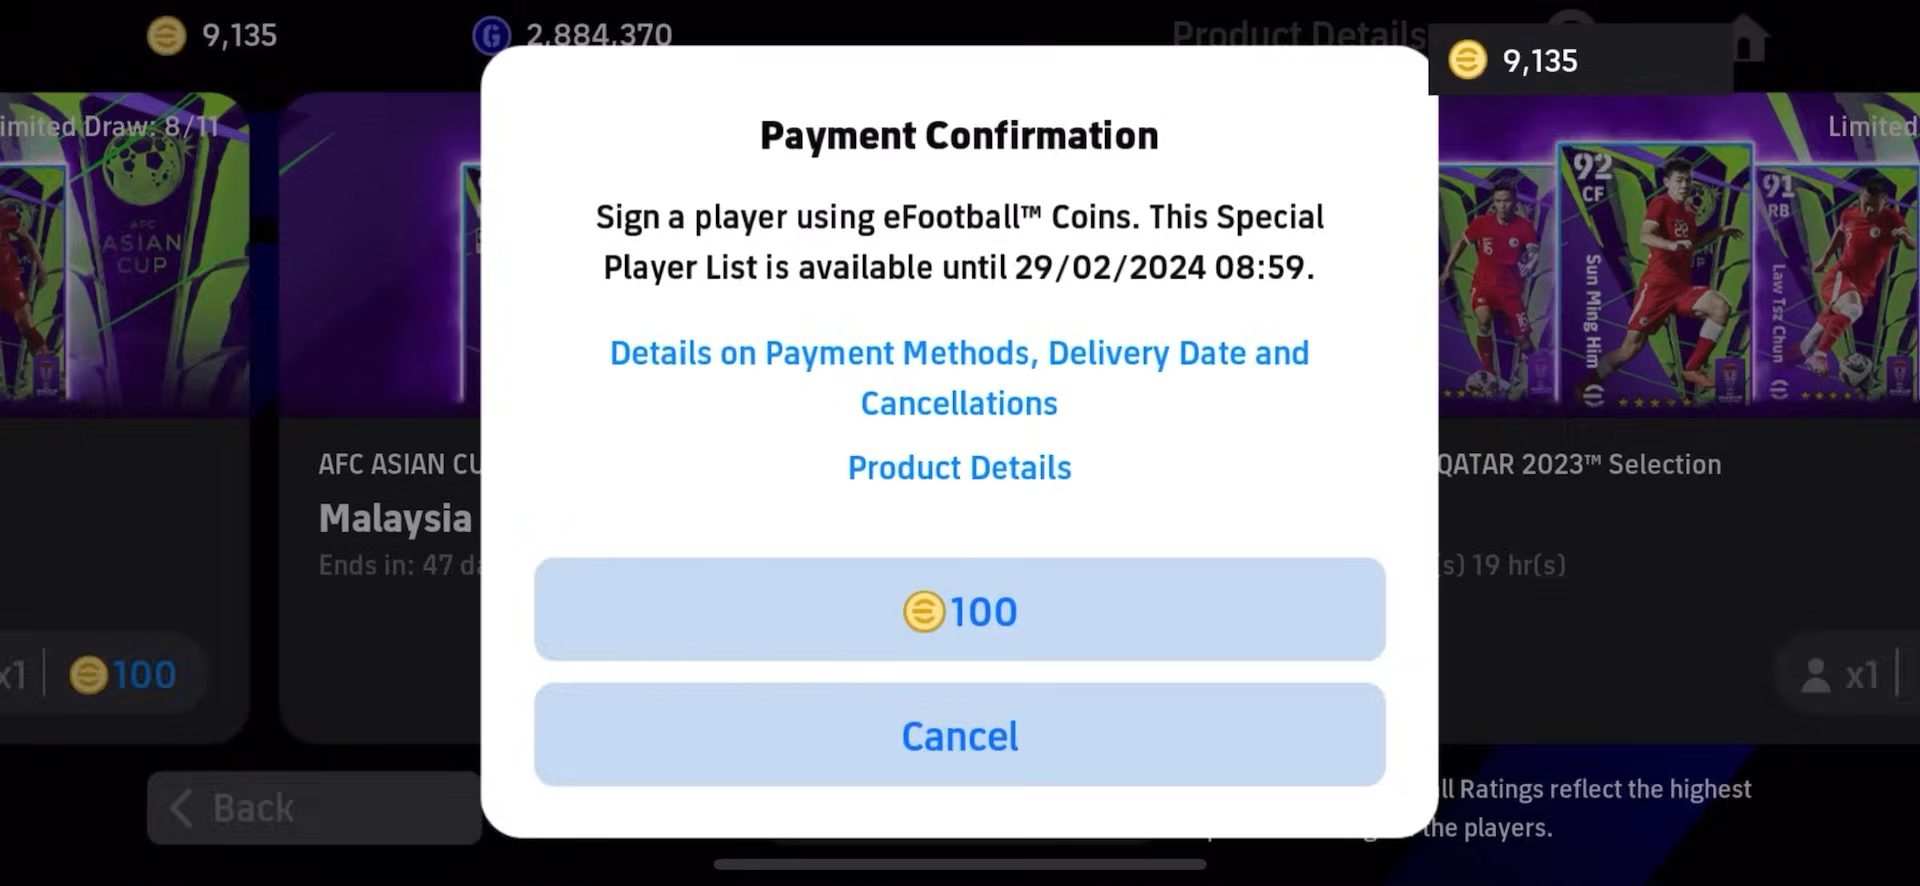 9,135
2,884,370
Product Details
9,135
imited Draw: 8/11
AFC
ASIAN
CUP
Limited
92
CF
Sun Ming Him
91
RB
Law Tsz Chun
Payment Confirmation
Sign a player using eFootball™ Coins. This Special
Player List is available until 29/02/2024 08:59.
Details on Payment Methods, Delivery Date and
Cancellations
Product Details
100
Cancel
AFC ASIAN CU
Malaysia
Ends in: 47 da
QATAR 2023™ Selection
(s) 19 hr(s)
x1
100
x1
Back
ll Ratings reflect the highest
the players.